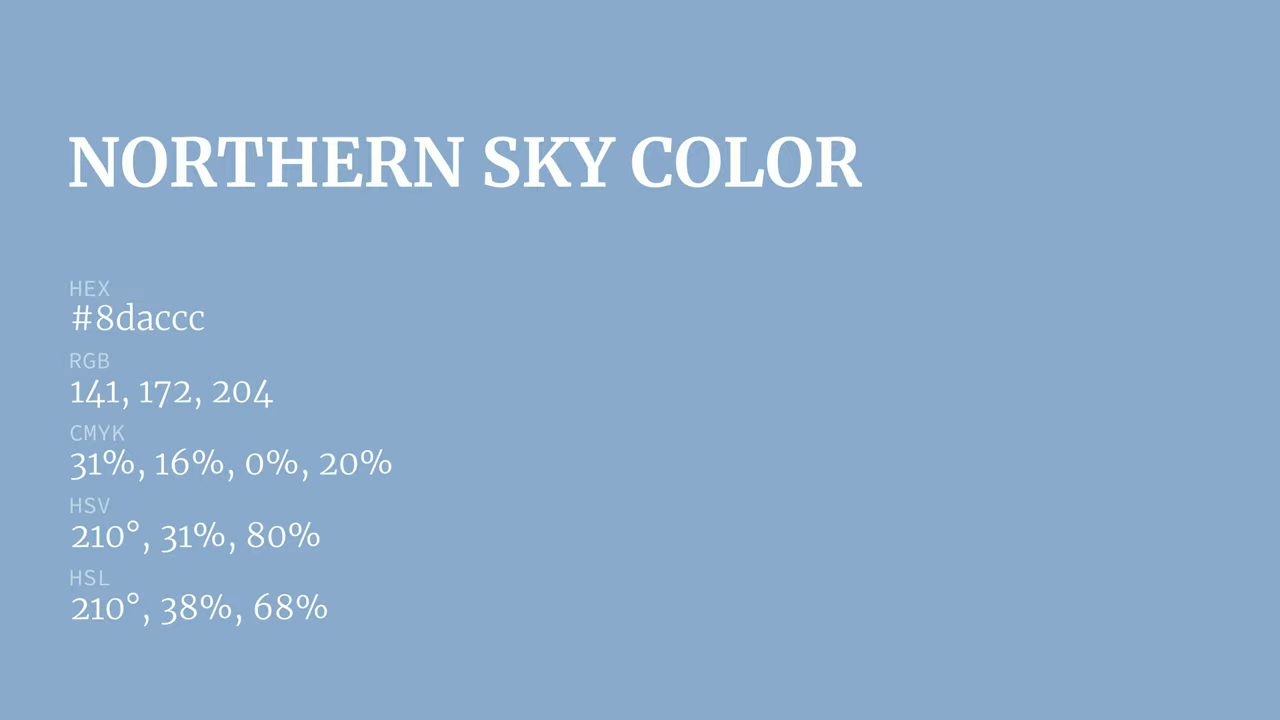 NORTHERN SKY COLOR
HEX
#8daccc
RGB
141, 172, 204
CMYK
31%, 16%, 0%, 20%
HSV
210°, 31%, 80%
HSL
210°, 38%, 68%